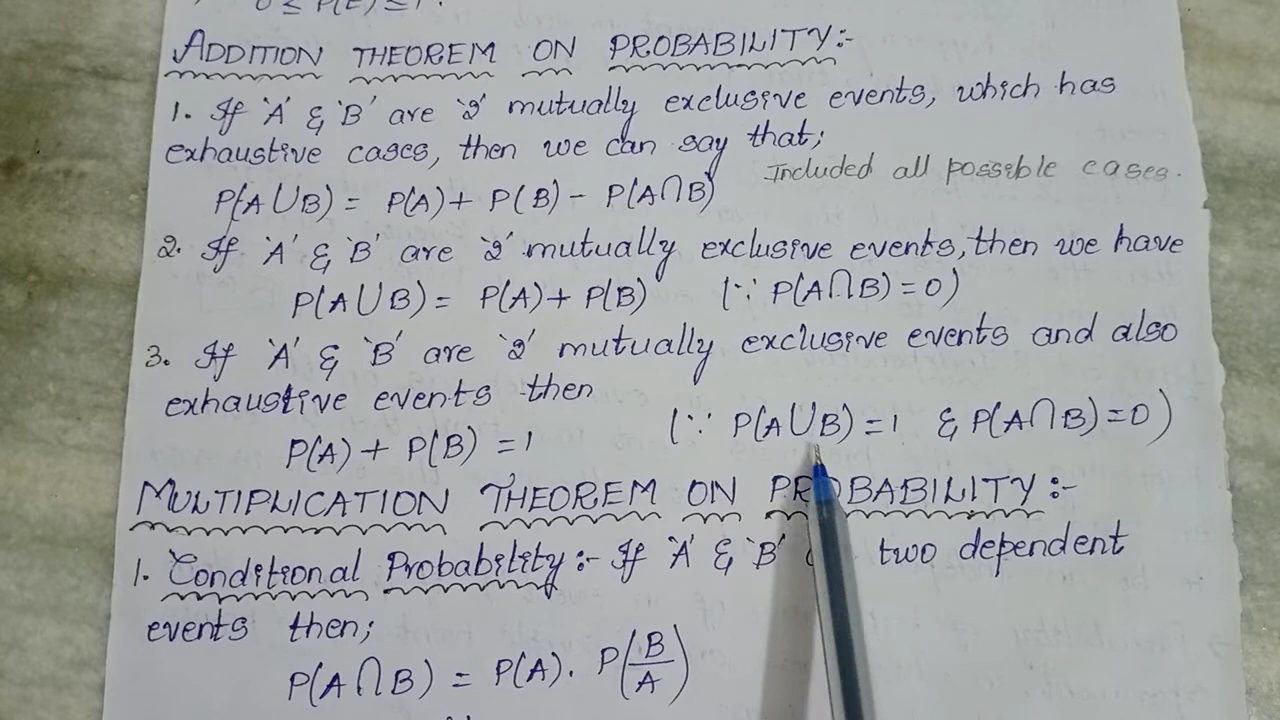 0 ≤ P(E) ≤ 1.
ADDITION THEOREM ON PROBABILITY:-
1. If 'A' & 'B' are '2' mutually exclusive events, which has
exhaustive cases, then we can say that;
Included all possible cases.
P(A∪B) = P(A) + P(B) - P(A∩B)
2. If 'A' & 'B' are '2' mutually exclusive events, then we have
P(A∪B) = P(A) + P(B) (∵ P(A∩B) = 0)
3. If 'A' & 'B' are '2' mutually exclusive events and also
exhaustive events then
(∵ P(A∪B) = 1 & P(A∩B) = 0)
P(A) + P(B) = 1
MULTIPLICATION THEOREM ON PROBABILITY:-
1. Conditional Probability:- If 'A' & 'B' two dependent
events then;
P(A∩B) = P(A). P(B/A)